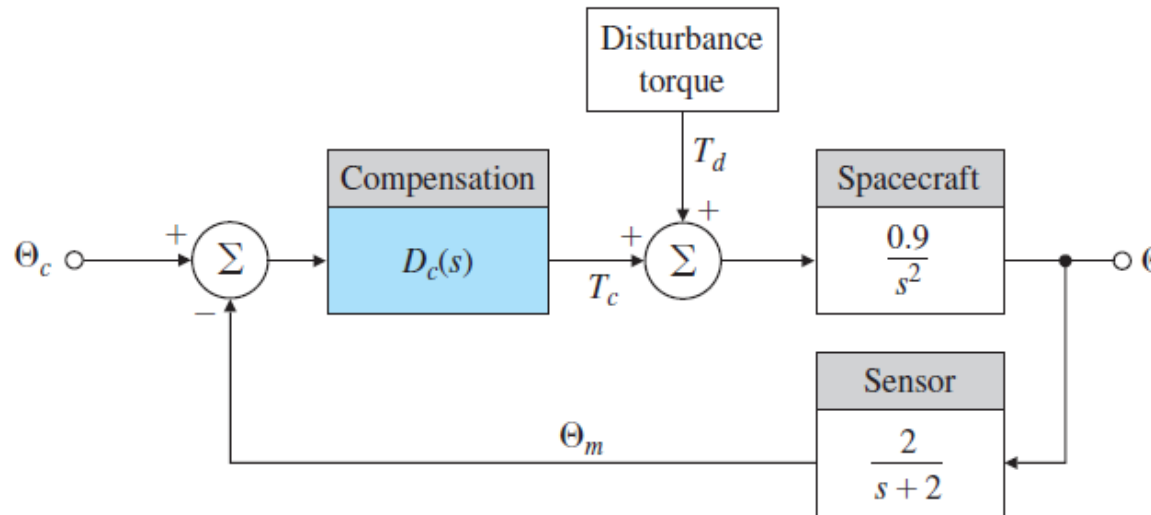 Disturbance
torque
T_d
Compensation
Spacecraft
+
+
+
Θ_c
Σ
D_c(s)
T_c
Σ
0.9
s²
−
Sensor
Θ_m
2
s + 2